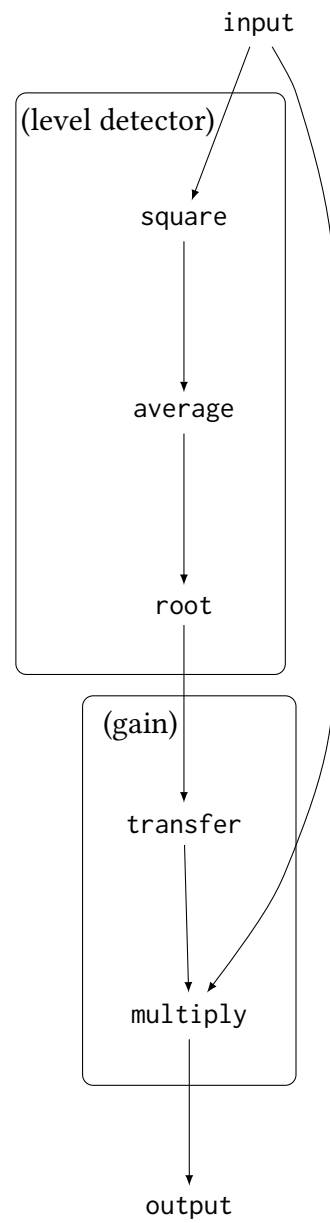 input
(level detector)
square
average
root
(gain)
transfer
multiply
output